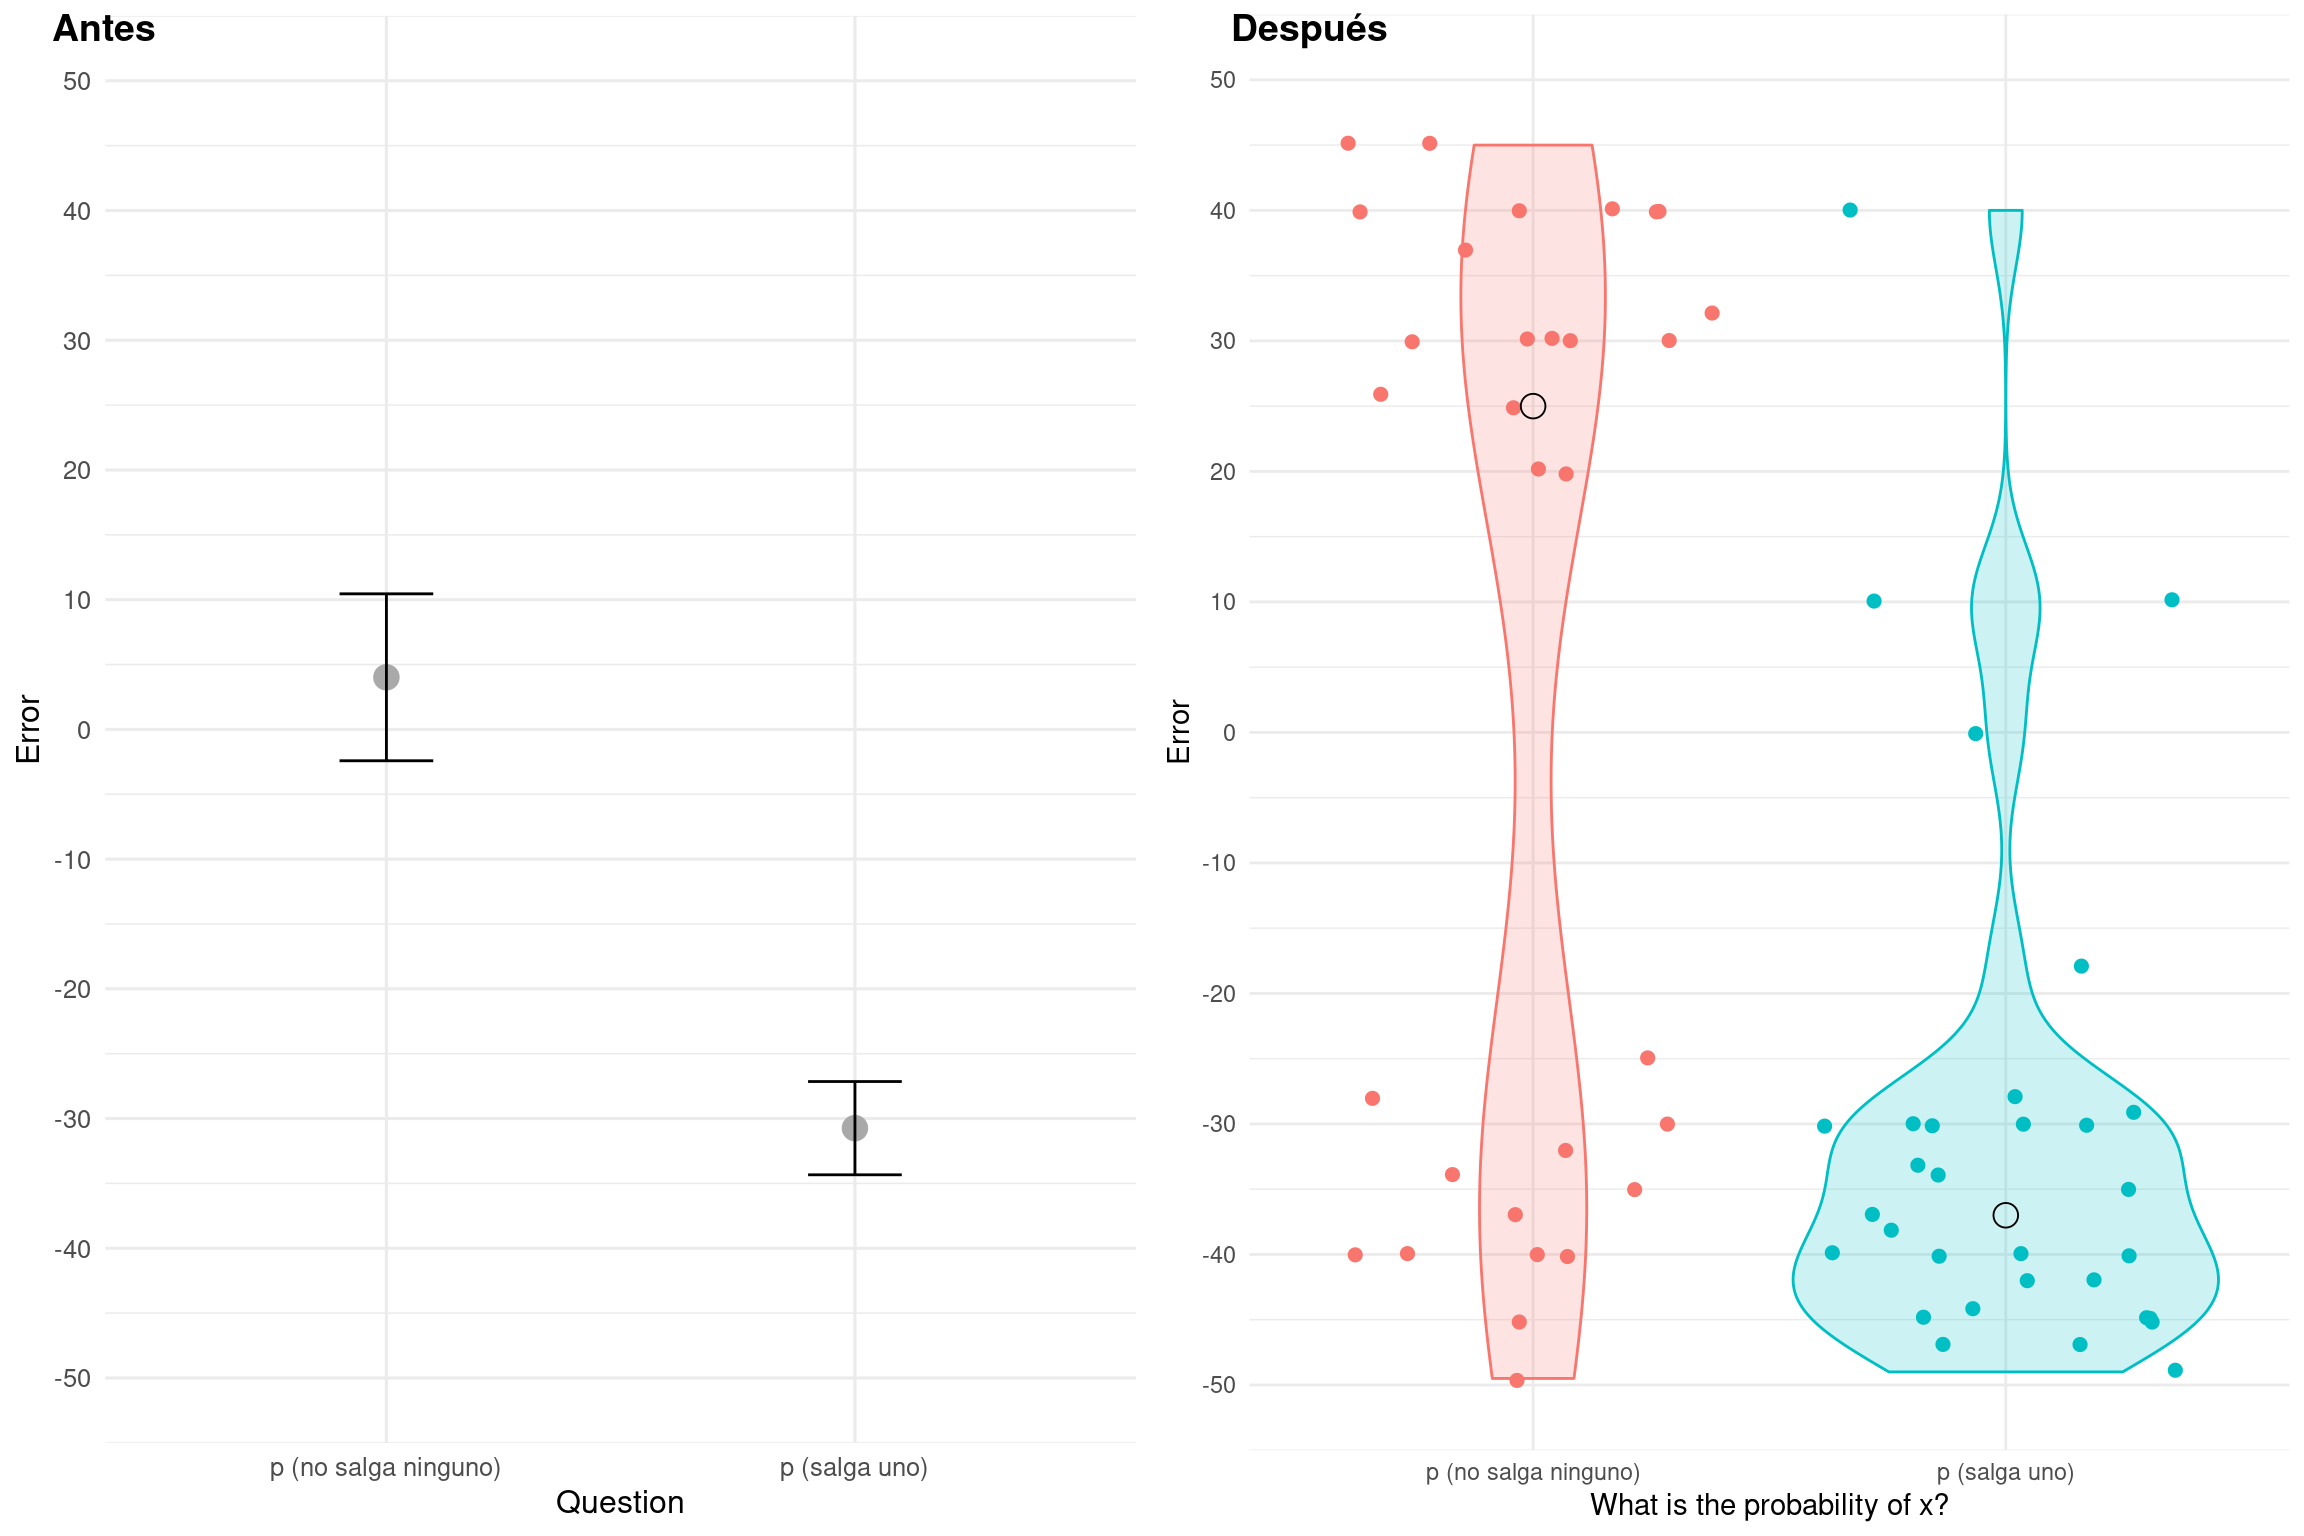 Antes
50
40
30
20
10
0
-10
-20
-30
-40
-50
Error
p (no salga ninguno)
p (salga uno)
Question
Después
50
40
30
20
10
0
-10
-20
-30
-40
-50
Error
p (no salga ninguno)
p (salga uno)
What is the probability of x?